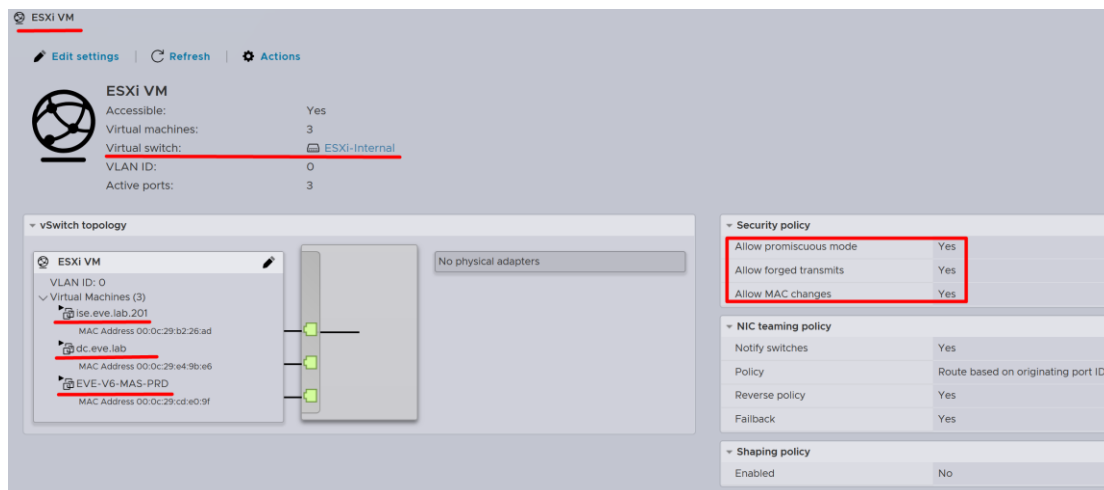 ESXi VM
Edit settings | Refresh | Actions
ESXi VM
Accessible: Yes
Virtual machines: 3
Virtual switch: ESXi-Internal
VLAN ID: 0
Active ports: 3
vSwitch topology
ESXi VM
VLAN ID: 0
Virtual Machines (3)
ise.eve.lab.201
MAC Address 00:0c:29:b2:26:ad
dc.eve.lab
MAC Address 00:0c:29:e4:9b:e6
EVE-V6-MAS-PRD
MAC Address 00:0c:29:cd:e0:9f
No physical adapters
Security policy
Allow promiscuous mode Yes
Allow forged transmits Yes
Allow MAC changes Yes
NIC teaming policy
Notify switches Yes
Policy Route based on originating port ID
Reverse policy Yes
Failback Yes
Shaping policy
Enabled No